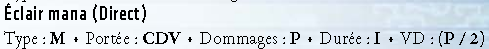 Éclair mana (Direct)
Type : M • Portée : CDV • Dommages : P • Durée : I • VD : (P / 2)